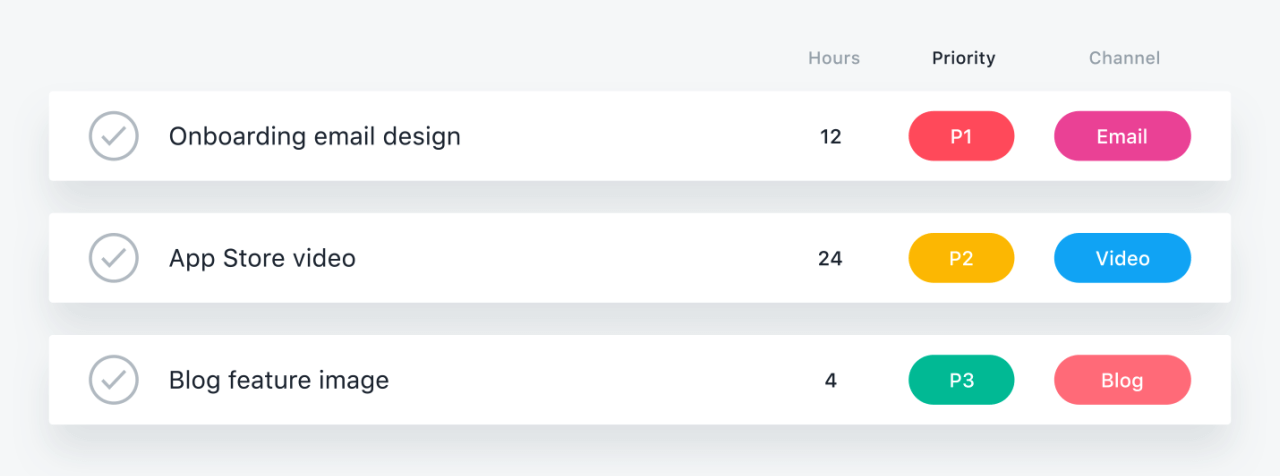 Hours Priority Channel
Onboarding email design 12 P1 Email
App Store video 24 P2 Video
Blog feature image 4 P3 Blog